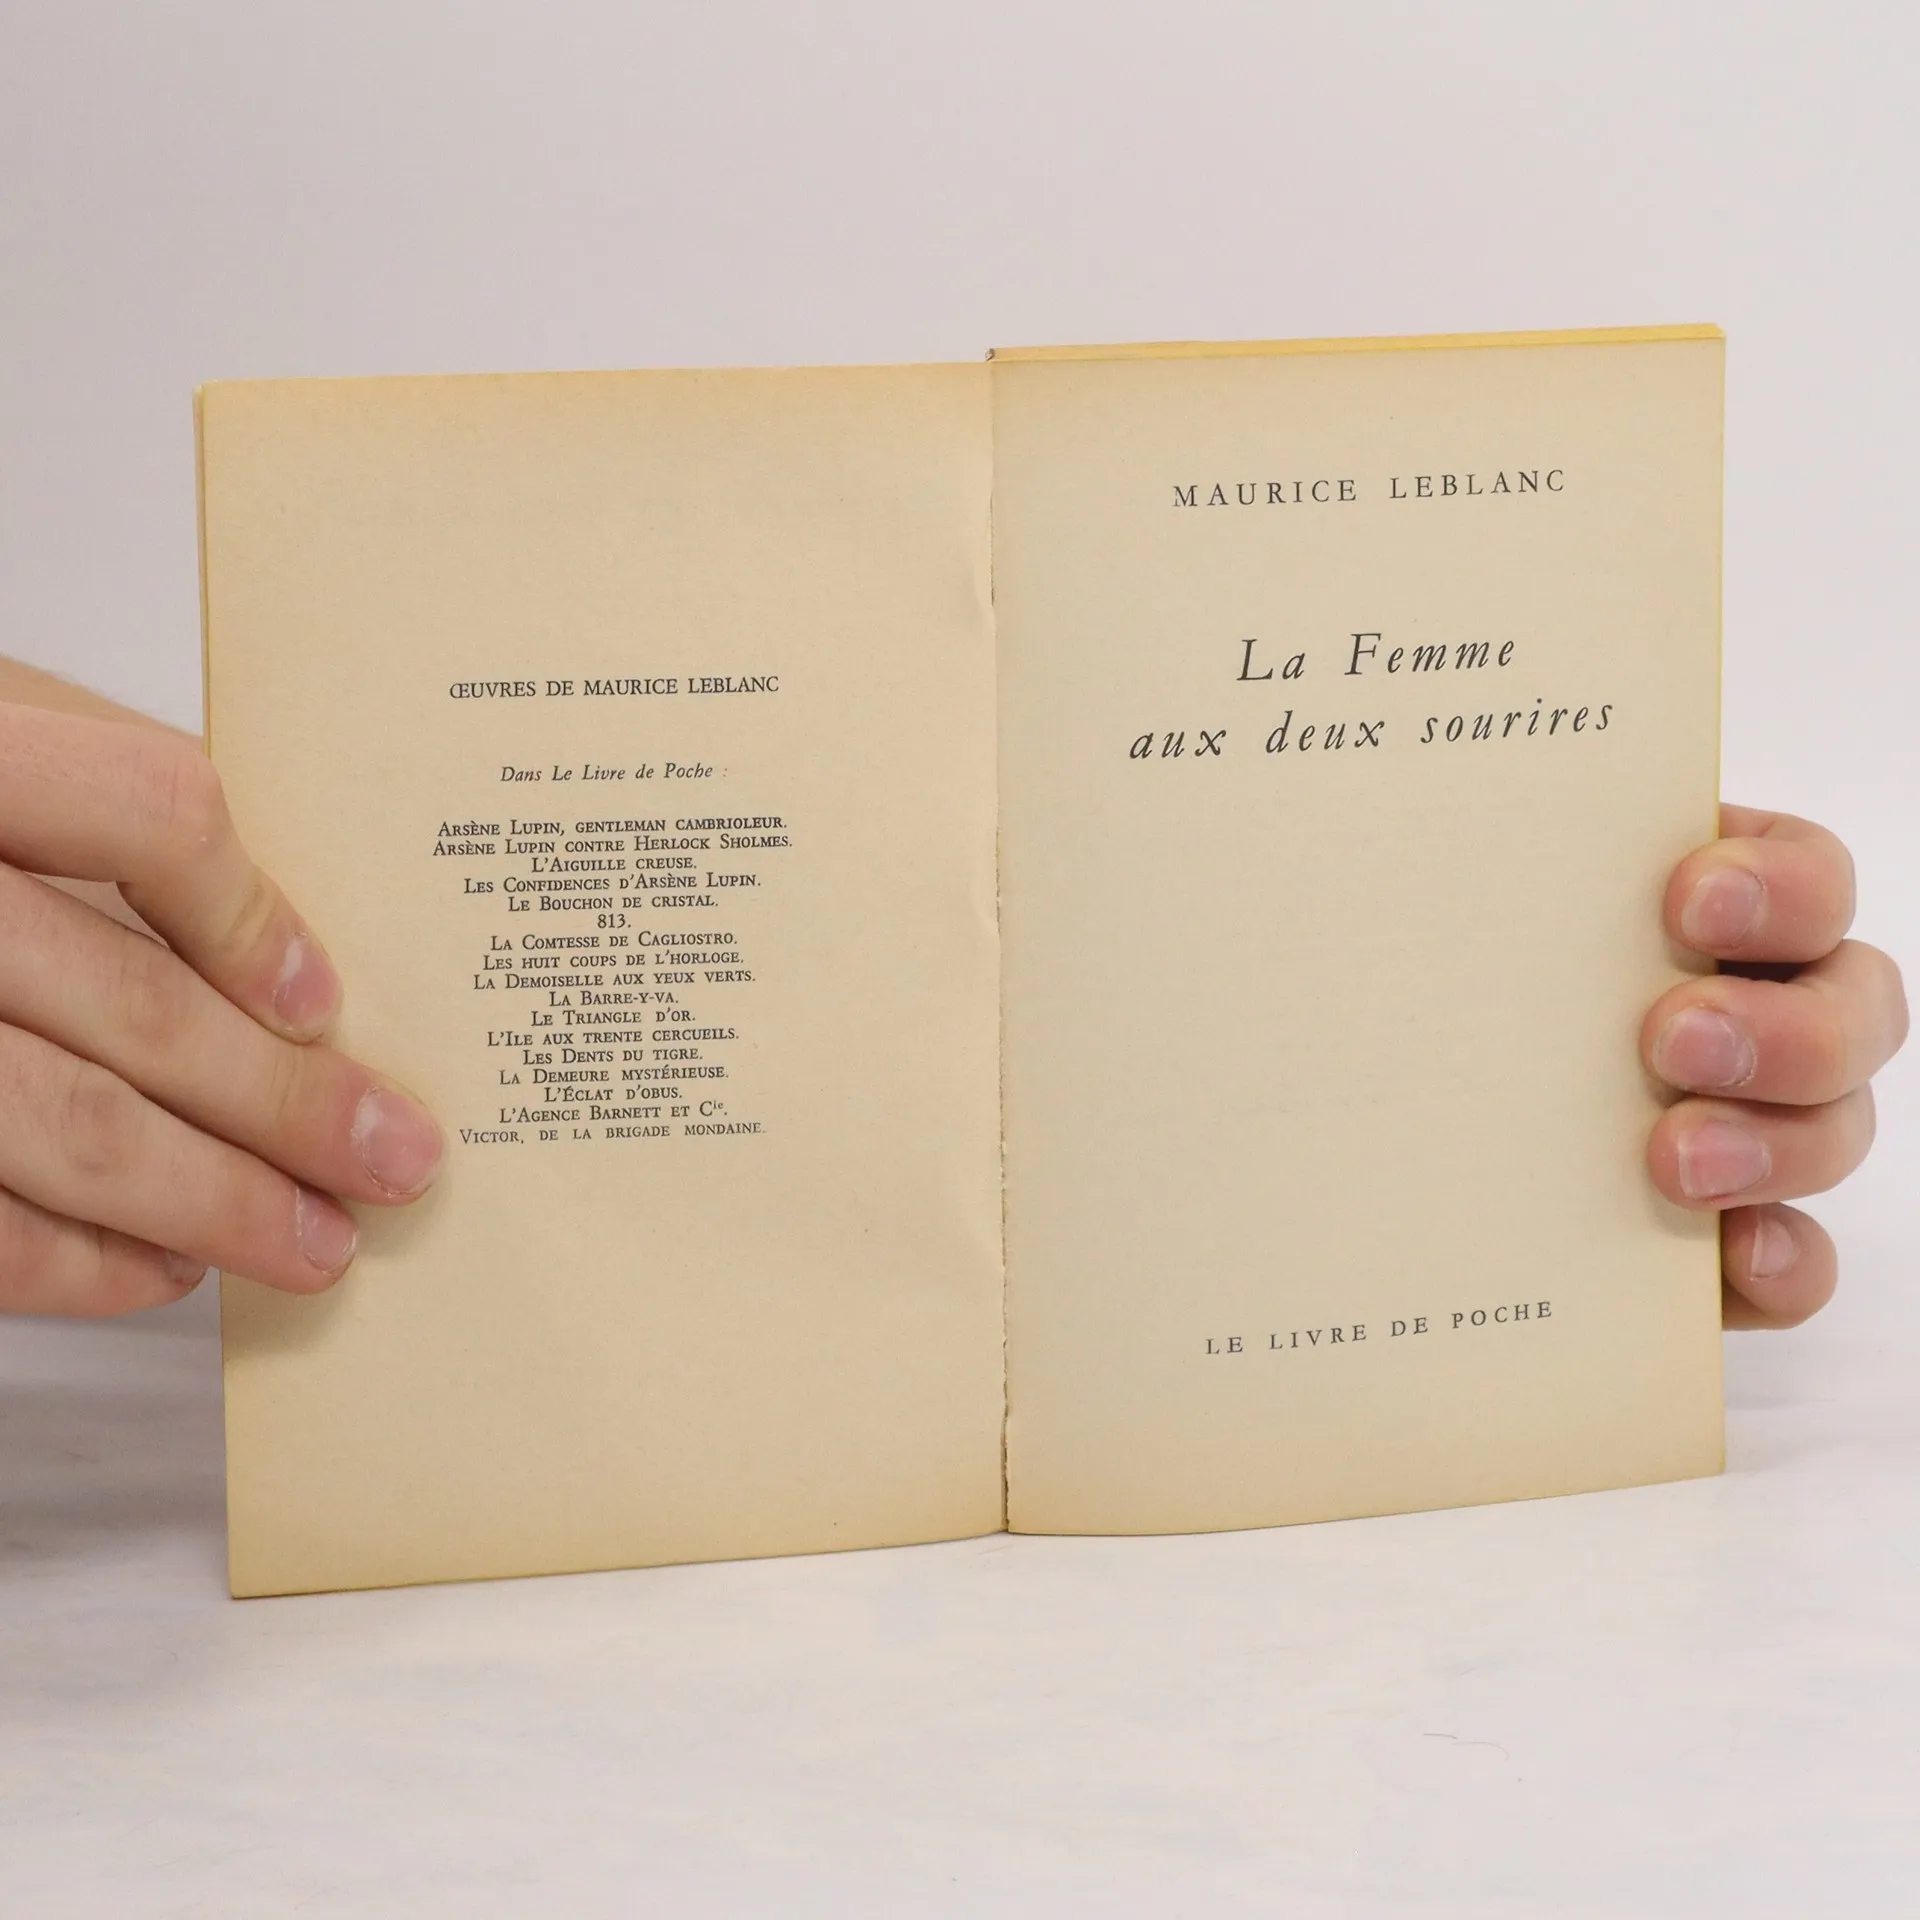 ŒUVRES DE MAURICE LEBLANC
Dans Le Livre de Poche :
ARSÈNE LUPIN, GENTLEMAN CAMBRIOLEUR.
ARSÈNE LUPIN CONTRE HERLOCK SHOLMES.
L'AIGUILLE CREUSE.
LES CONFIDENCES D'ARSÈNE LUPIN.
LE BOUCHON DE CRISTAL.
813.
LA COMTESSE DE CAGLIOSTRO.
LES HUIT COUPS DE L'HORLOGE.
LA DEMOISELLE AUX YEUX VERTS.
LA BARRE-Y-VA.
LE TRIANGLE D'OR.
L'ILE AUX TRENTE CERCUEILS.
LES DENTS DU TIGRE.
LA DEMEURE MYSTÉRIEUSE.
L'ÉCLAT D'OBUS.
L'AGENCE BARNETT ET Cie.
VICTOR, DE LA BRIGADE MONDAINE.
MAURICE LEBLANC
La Femme
aux deux sourires
LE LIVRE DE POCHE